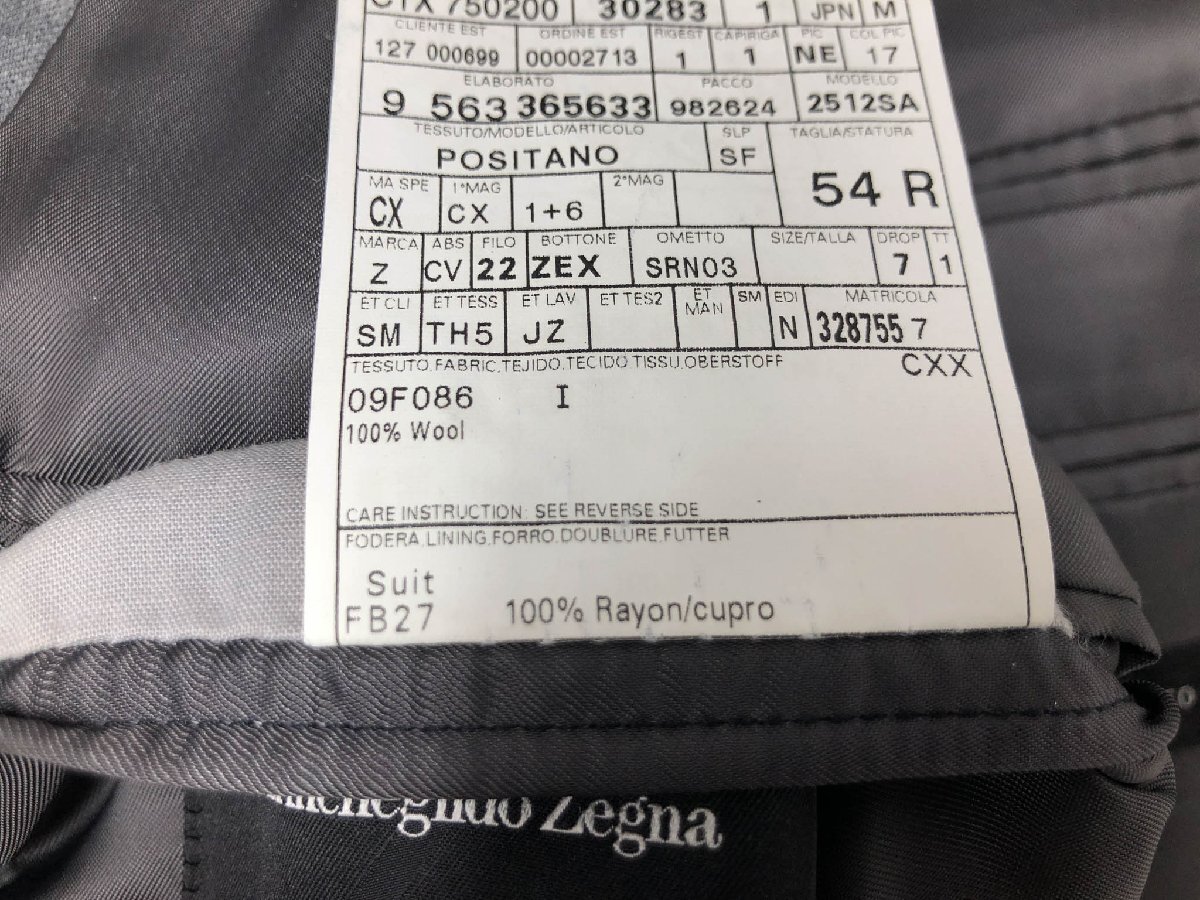 CTX 750200 30283 1 JPN M
CLIENTE EST ORDINE EST RIGEST CAPIRIGA PIC COL PIC
127 000699 00002713 1 1 NE 17
ELABORATO PACCO MODELLO
9 563 365633 982624 2512SA
TESSUTO/MODELLO/ARTICOLO SLP TAGLIA/STATURA
POSITANO SF 54 R
MA SPE 1°MAG 2°MAG
CX CX 1+6
MARCA ABS FILO BOTTONE OMETTO SIZE/TALLA DROP TT
Z CV 22 ZEX SRN03 7 1
ET CLI ET TESS ET LAV ET TES2 ET MAN SM EDI MATRICOLA
SM TH5 JZ N 328755 7
TESSUTO.FABRIC.TEJIDO.TECIDO.TISSU.OBERSTOFF CXX
09F086 I
100% Wool
CARE INSTRUCTION: SEE REVERSE SIDE
FODERA.LINING.FORRO.DOUBLURE.FUTTER
Suit
FB27 100% Rayon/cupro
Zegna